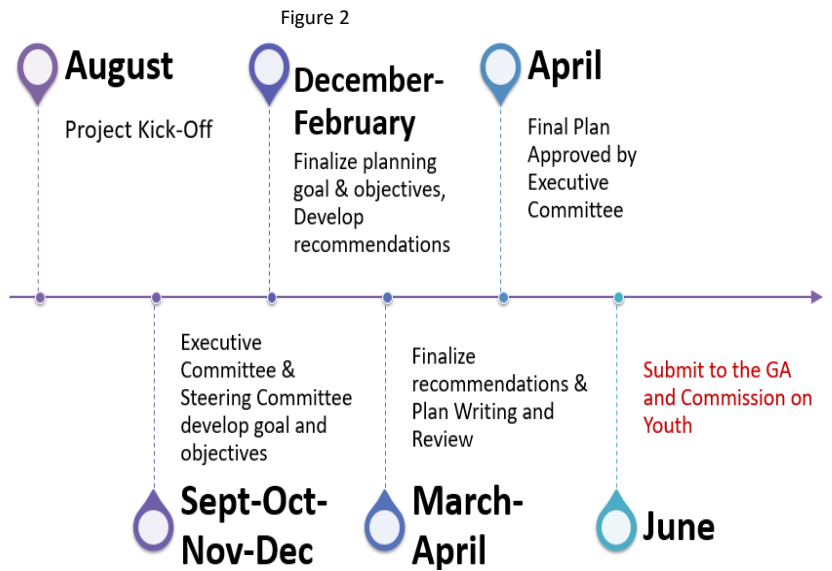 Figure 2
August
Project Kick-Off
December-
February
Finalize planning
goal & objectives,
Develop
recommendations
April
Final Plan
Approved by
Executive
Committee
Executive
Committee &
Steering Committee
develop goal and
objectives
Sept-Oct-
Nov-Dec
Finalize
recommendations &
Plan Writing and
Review
March-
April
Submit to the GA
and Commission on
Youth
June